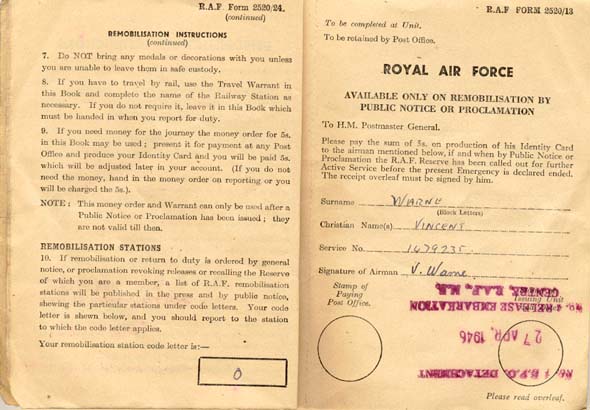 R.A.F. Form 2520/24.
(continued)
REMOBILISATION INSTRUCTIONS
(continued)
7. Do NOT bring any medals or decorations with you unless
you are unable to leave them in safe custody.
8. If you have to travel by rail, use the Travel Warrant in
this Book and complete the name of the Railway Station as
necessary. If you do not require it, leave it in this Book which
must be handed in when you report for duty.
9. If you need money for the journey the money order for 5s.
in this Book may be used ; present it for payment at any Post
Office and produce your Identity Card and you will be paid 5s.
which will be adjusted later in your account. (If you do not
need the money, hand in the money order on reporting or you
will be charged the 5s.).
NOTE : This money order and Warrant can only be used after a
Public Notice or Proclamation has been issued ; they
are not valid till then.
REMOBILISATION STATIONS
10. If remobilisation or return to duty is ordered by general
notice, or proclamation revoking releases or recalling the Reserve
of which you are a member, a list of R.A.F. remobilisation
stations will be published in the press and by public notice,
shewing the particular stations under code letters. Your code
letter is shewn below, and you should report to the station
to which the code letter applies.
Your remobilisation station code letter is:—
O
R.A.F FORM 2520/13
To be completed at Unit.
To be retained by Post Office.
ROYAL AIR FORCE
AVAILABLE ONLY ON REMOBILISATION BY
PUBLIC NOTICE OR PROCLAMATION
To H.M. Postmaster General.
Please pay the sum of 5s. on production of his Identity Card
to the airman mentioned below, if and when by Public Notice or
Proclamation the R.A.F. Reserve has been called out for further
Active Service before the present Emergency is declared ended.
The receipt overleaf must be signed by him.
Surname WARNE
(Block Letters)
Christian Name(s) VINCENT
Service No. 1479235.
Signature of Airman V. Warne
Stamp of
Paying
Post Office.
Issuing Unit
RELEASE EMBARKATION
CENTRE, R.A.F.,
27 APR. 1946
DETACHMENT
Please read overleaf.